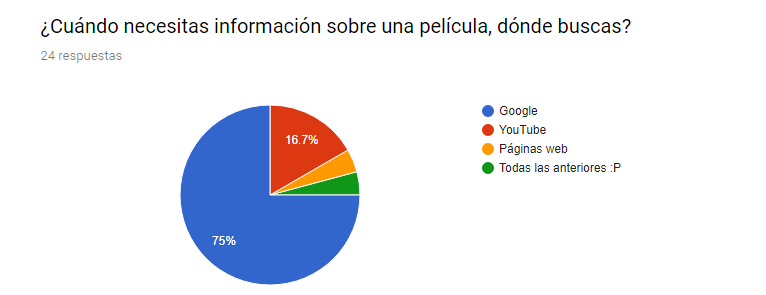 ¿Cuándo necesitas información sobre una película, dónde buscas?
24 respuestas
Google
YouTube
Páginas web
Todas las anteriores :P
16.7%
75%